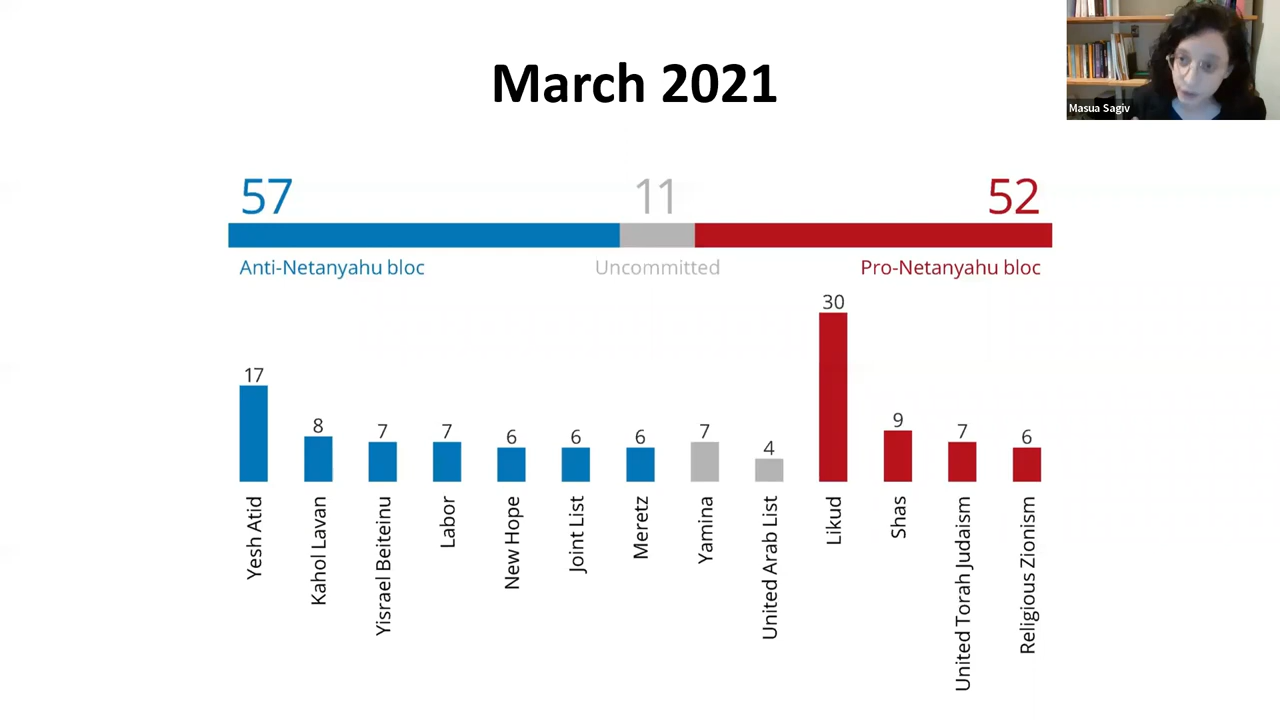 March 2021
Masua Sagiv
57
11
52
Anti-Netanyahu bloc
Uncommitted
Pro-Netanyahu bloc
17
8
7
7
6
6
6
7
4
30
9
7
6
Yesh Atid
Kahol Lavan
Yisrael Beiteinu
Labor
New Hope
Joint List
Meretz
Yamina
United Arab List
Likud
Shas
United Torah Judaism
Religious Zionism